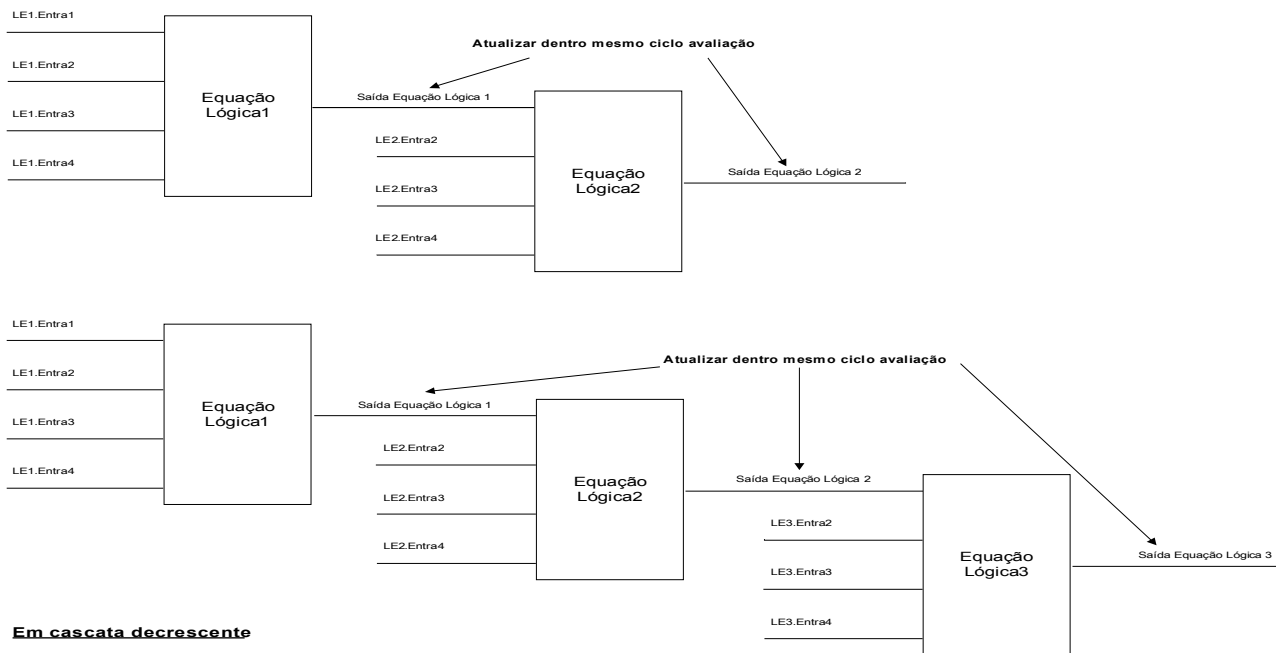 LE1.Entra1
LE1.Entra2
LE1.Entra3
LE1.Entra4
Equação
Lógica1
Atualizar dentro mesmo ciclo avaliação
Saída Equação Lógica 1
LE2.Entra2
LE2.Entra3
LE2.Entra4
Equação
Lógica2
Saída Equação Lógica 2
LE1.Entra1
LE1.Entra2
LE1.Entra3
LE1.Entra4
Equação
Lógica1
Atualizar dentro mesmo ciclo avaliação
Saída Equação Lógica 1
LE2.Entra2
LE2.Entra3
LE2.Entra4
Equação
Lógica2
Saída Equação Lógica 2
LE3.Entra2
LE3.Entra3
LE3.Entra4
Equação
Lógica3
Saída Equação Lógica 3
Em cascata decrescente